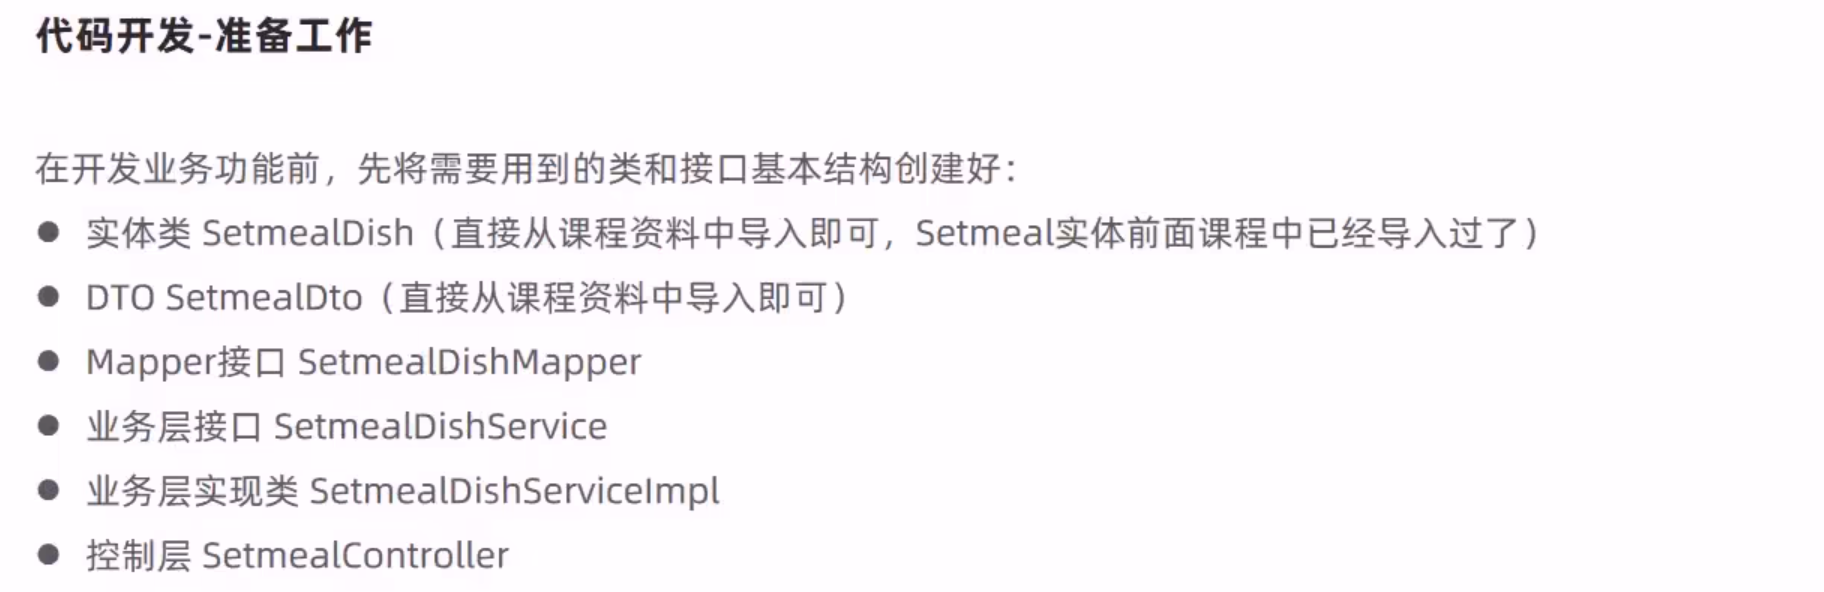 代码开发-准备工作
在开发业务功能前，先将需要用到的类和接口基本结构创建好：
● 实体类 SetmealDish（直接从课程资料中导入即可，Setmeal实体前面课程中已经导入过了）
● DTO SetmealDto（直接从课程资料中导入即可）
● Mapper接口 SetmealDishMapper
● 业务层接口 SetmealDishService
● 业务层实现类 SetmealDishServiceImpl
● 控制层 SetmealController